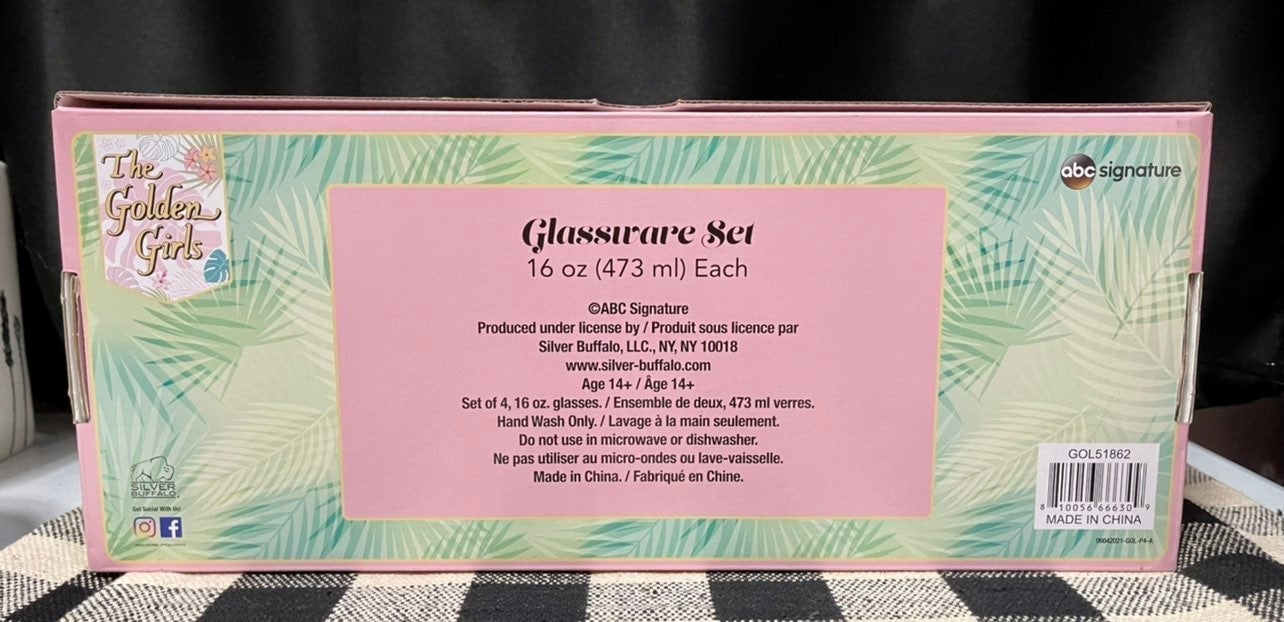 The
Golden
Girls
abc signature
Glassware Set
16 oz (473 ml) Each
©ABC Signature
Produced under license by / Produit sous licence par
Silver Buffalo, LLC., NY, NY 10018
www.silver-buffalo.com
Age 14+ / Âge 14+
Set of 4, 16 oz. glasses. / Ensemble de deux, 473 ml verres.
Hand Wash Only. / Lavage à la main seulement.
Do not use in microwave or dishwasher.
Ne pas utiliser au micro-ondes ou lave-vaisselle.
Made in China. / Fabriqué en Chine.
SILVER
BUFFALO
Get Social With Us!
GOL51862
8 10056 66630 9
MADE IN CHINA
06042021-GOL-P4-A